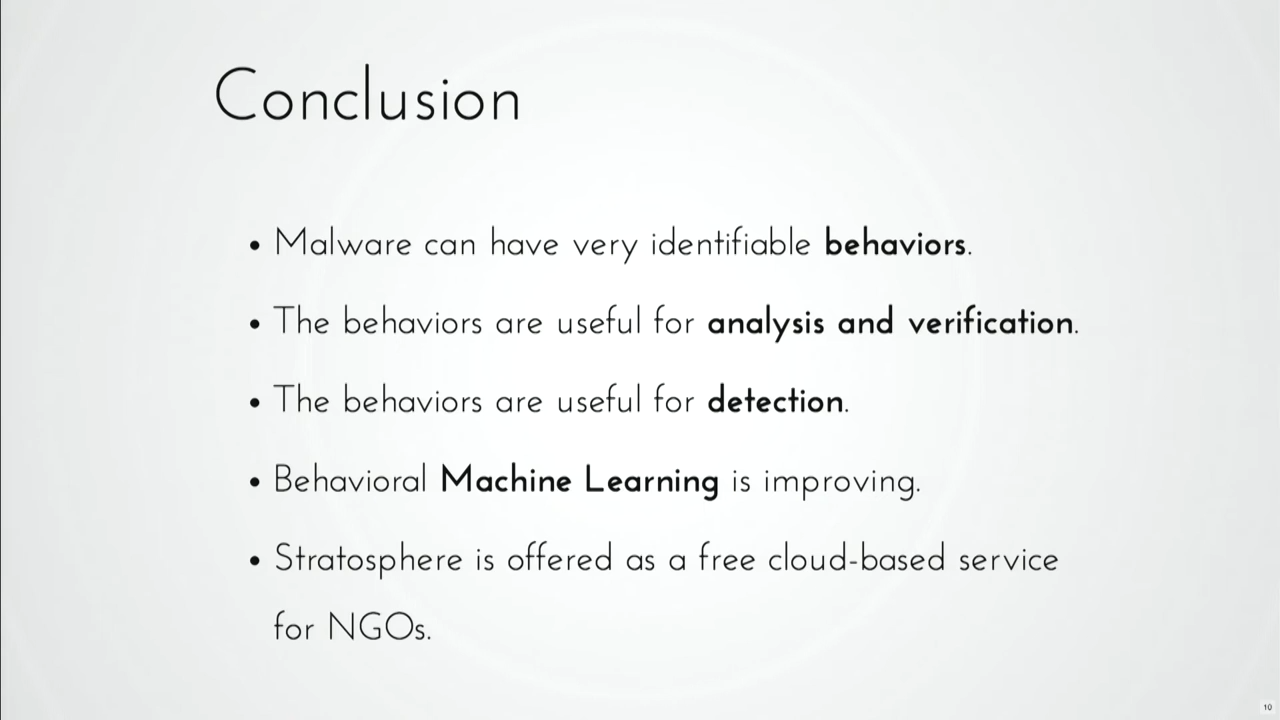 Conclusion
• Malware can have very identifiable behaviors.
• The behaviors are useful for analysis and verification.
• The behaviors are useful for detection.
• Behavioral Machine Learning is improving.
• Stratosphere is offered as a free cloud-based service
for NGOs.
10